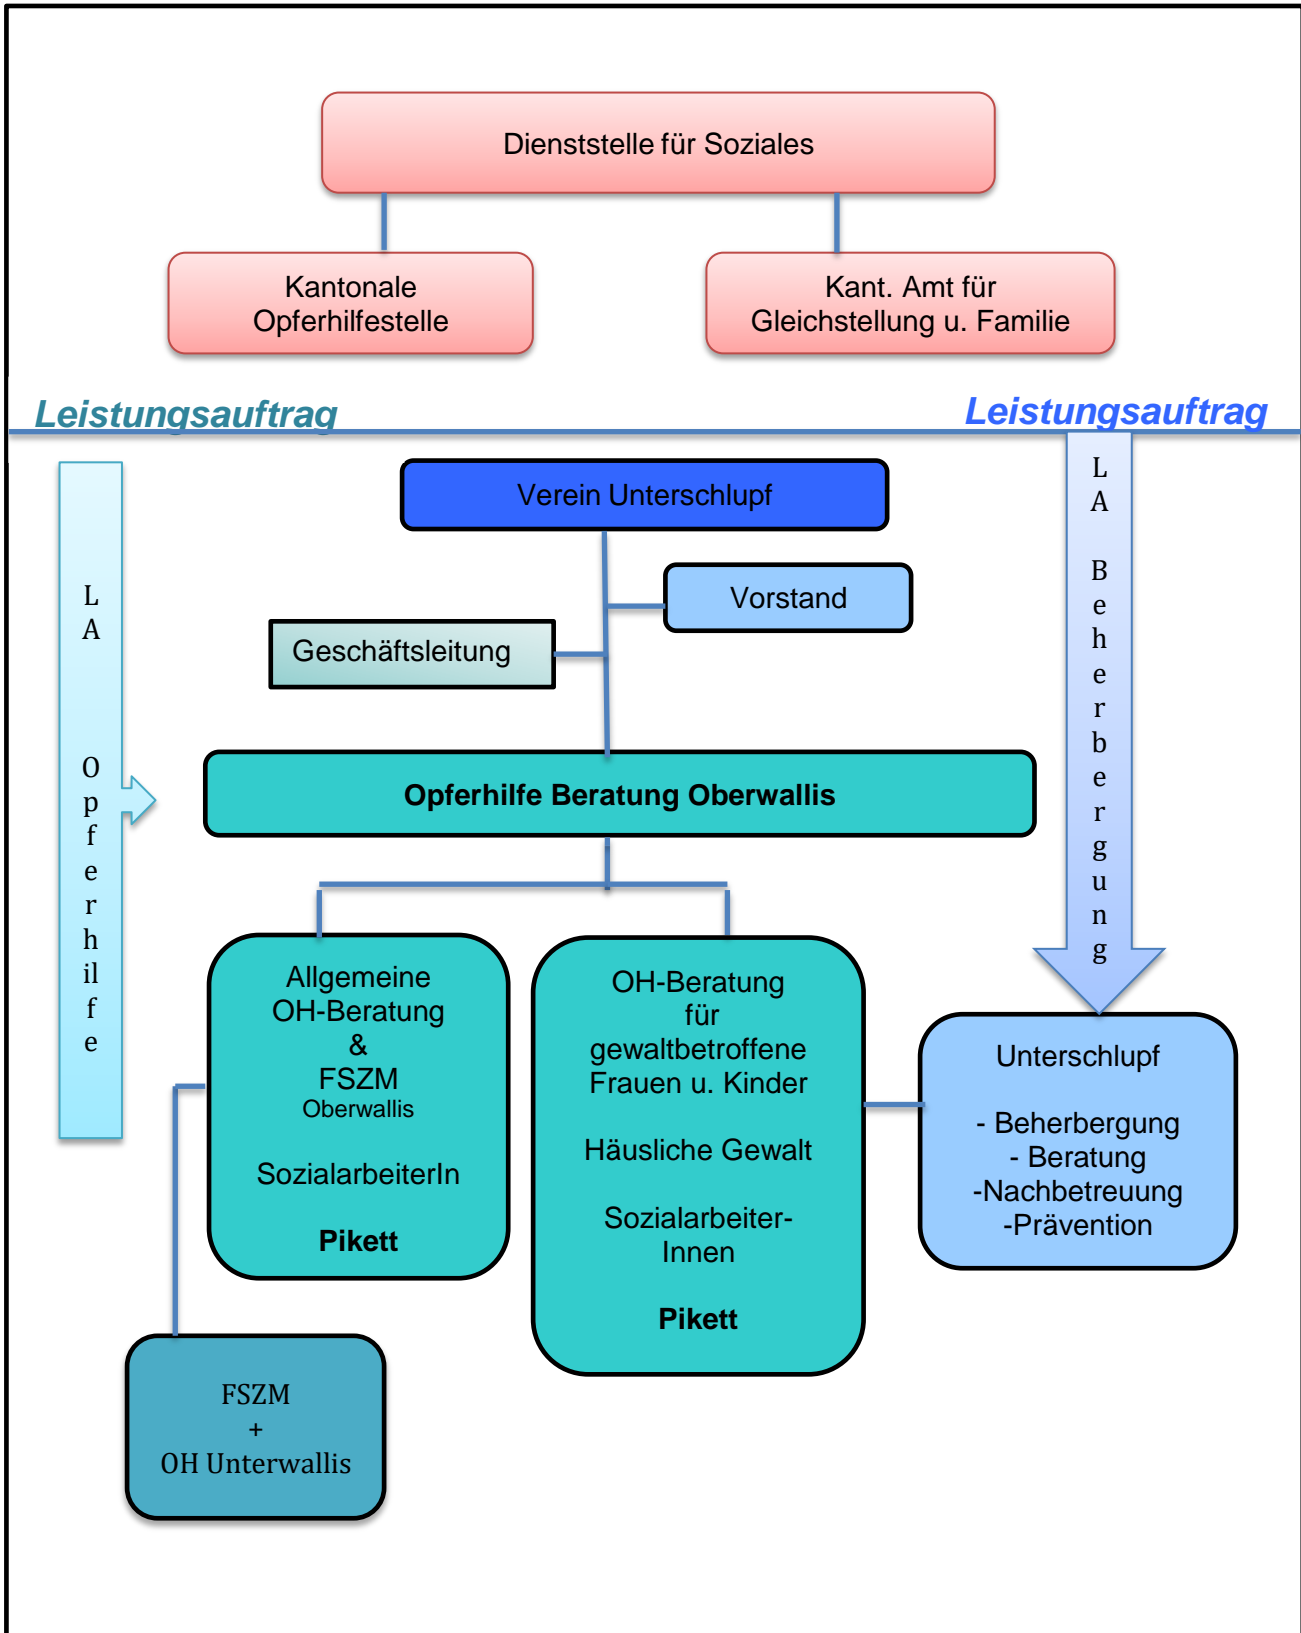 Dienststelle für Soziales
Kantonale
Opferhilfestelle
Kant. Amt für
Gleichstellung u. Familie
Leistungsauftrag
Leistungsauftrag
LA Opferhilfe
Verein Unterschlupf
Vorstand
Geschäftsleitung
LA Beherbergung
Opferhilfe Beratung Oberwallis
Allgemeine
OH-Beratung
&
FSZM
Oberwallis
SozialarbeiterIn
Pikett
OH-Beratung
für
gewaltbetroffene
Frauen u. Kinder
Häusliche Gewalt
Sozialarbeiter-
Innen
Pikett
Unterschlupf
- Beherbergung
- Beratung
-Nachbetreuung
-Prävention
FSZM
+
OH Unterwallis